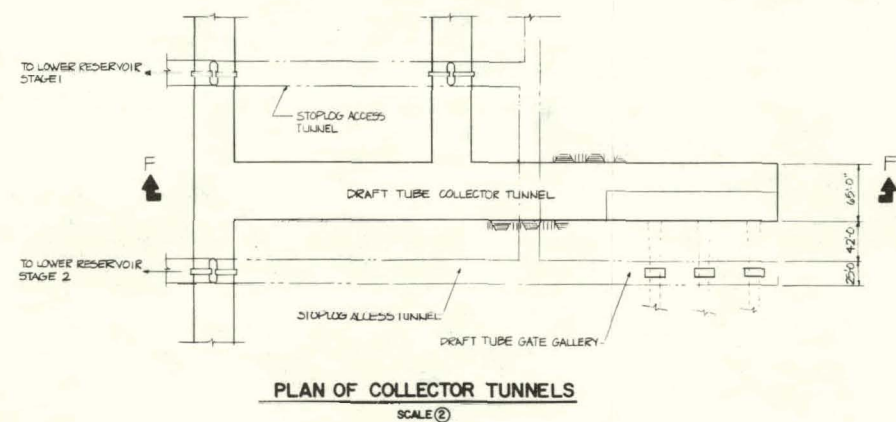 TO LOWER RESERVOIR
STAGE 1
STOPLOG ACCESS
TUNNEL
F
F
DRAFT TUBE COLLECTOR TUNNEL
65'-0"
42'-0
25'-0
TO LOWER RESERVOIR
STAGE 2
STOPLOG ACCESS TUNNEL
DRAFT TUBE GATE GALLERY
PLAN OF COLLECTOR TUNNELS
SCALE ②